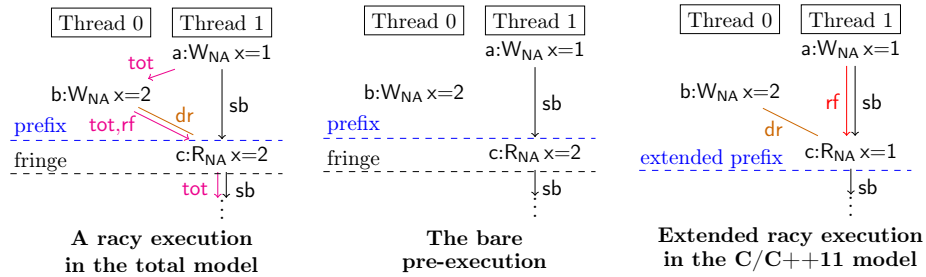 Thread 0 Thread 1
a:W_NA x=1
tot
b:W_NA x=2
dr
sb
tot,rf
prefix
fringe
c:R_NA x=2
tot
sb
⋮
A racy execution
in the total model
Thread 0 Thread 1
a:W_NA x=1
b:W_NA x=2
sb
prefix
fringe
c:R_NA x=2
sb
⋮
The bare
pre-execution
Thread 0 Thread 1
a:W_NA x=1
b:W_NA x=2
rf
sb
dr
c:R_NA x=1
extended prefix
sb
⋮
Extended racy execution
in the C/C++11 model